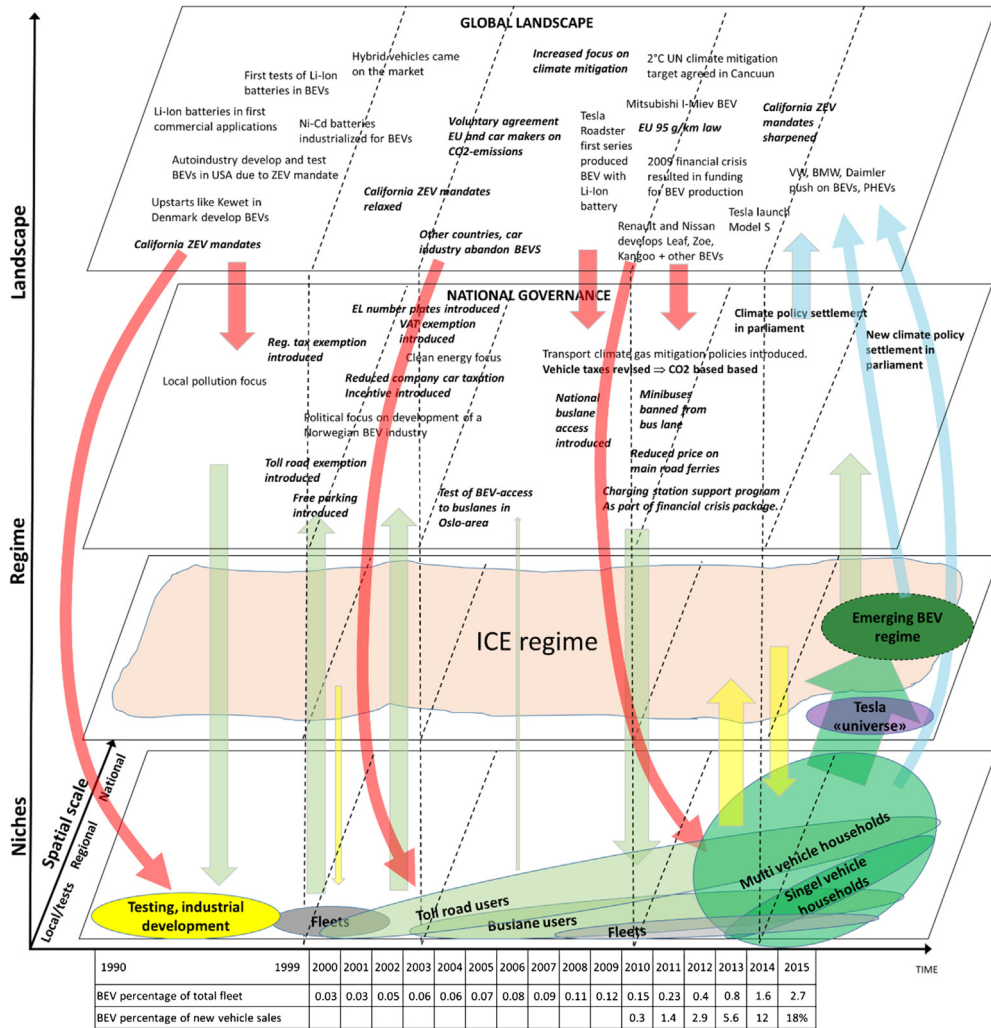 GLOBAL LANDSCAPE
Hybrid vehicles came
on the market
First tests of Li-Ion
batteries in BEVs
Li-Ion batteries in first
commercial applications
Ni-Cd batteries
industrialized for BEVs
Autoindustry develop and test
BEVs in USA due to ZEV mandate
Upstarts like Kewet in
Denmark develop BEVs
California ZEV mandates
California ZEV mandates
relaxed
Voluntary agreement
EU and car makers on
CO2-emissions
Other countries, car
industry abandon BEVS
Increased focus on
climate mitigation
Tesla
Roadster
first series
produced
BEV with
Li-Ion
battery
2°C UN climate mitigation
target agreed in Cancuun
Mitsubishi I-Miev BEV
EU 95 g/km law
2009 financial crisis
resulted in funding
for BEV production
Renault and Nissan
develops Leaf, Zoe,
Kangoo + other BEVs
California ZEV
mandates
sharpened
Tesla launch
Model S
VW, BMW, Daimler
push on BEVs, PHEVs
Landscape
NATIONAL GOVERNANCE
EL number plates introduced
VAT exemption
introduced
Reg. tax exemption
introduced
Clean energy focus
Local pollution focus
Reduced company car taxation
Incentive introduced
Political focus on development of a
Norwegian BEV industry
Toll road exemption
introduced
Free parking
introduced
Test of BEV-access
to buslanes in
Oslo-area
Climate policy settlement
in parliament
New climate policy
settlement in
parliament
Transport climate gas mitigation policies introduced.
Vehicle taxes revised ⇒ CO2 based based
National
buslane
access
introduced
Minibuses
banned from
bus lane
Reduced price on
main road ferries
Charging station support program
As part of financial crisis package.
Regime
ICE regime
Emerging BEV
regime
Tesla
«universe»
Niches
Spatial scale
Local/tests
Regional
National
Testing, industrial
development
Fleets
Toll road users
Buslane users
Fleets
Multi vehicle households
Singel vehicle
households
TIME
1990 1999 2000 2001 2002 2003 2004 2005 2006 2007 2008 2009 2010 2011 2012 2013 2014 2015
BEV percentage of total fleet 0.03 0.03 0.05 0.06 0.06 0.07 0.08 0.09 0.11 0.12 0.15 0.23 0.4 0.8 1.6 2.7
BEV percentage of new vehicle sales 0.3 1.4 2.9 5.6 12 18%